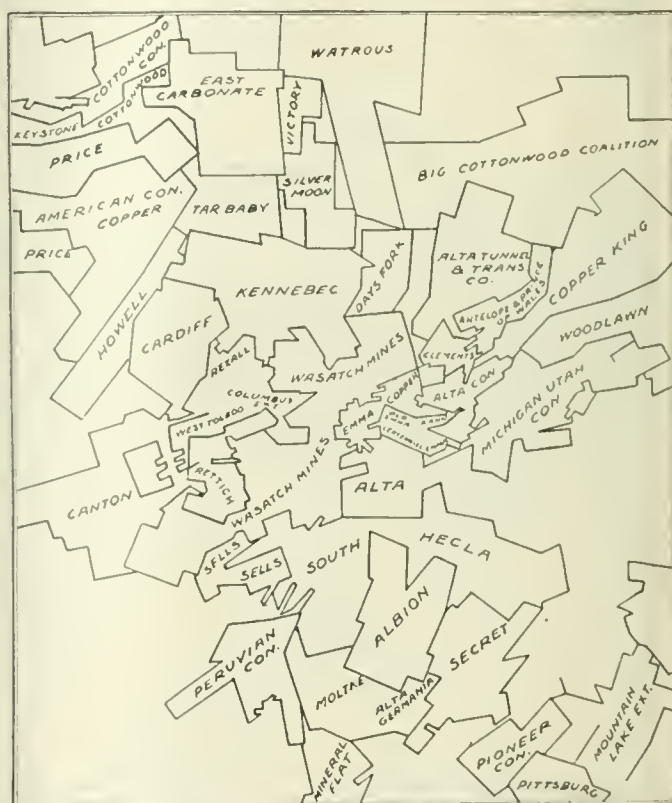 COTTONWOOD
CON.
WATROUS
EAST
CARBONATE
COTTONWOOD
KEYSTONE
VICTORY
PRICE
BIG COTTONWOOD COALITION
SILVER
MOON
AMERICAN CON.
COPPER
TAR BABY
PRICE
HOWELL
KENNEBEC
DAYS FORK
ALTA TUNNEL
& TRANS
CO.
COPPER KING
ANTELOPE & PRINCE
OF WALES
CARDIFF
REXALL
WASATCH MINES
CLEMENTS
WOODLAWN
COLUMBUS
EXT
WEST TOLEDO
COPPER
ALTA CON
MICHIGAN UTAH
CON
EMMA
OLD
EMMA
WASATCH MINES
RETTICH
CANTON
ALTA
SELLS
SELLS
SOUTH
HECLA
ALBION
SECRET
PERUVIAN
CON.
MOLTKE
ALTA
GERMANIA
MOUNTAIN
LAKE EXT.
PIONEER
CON.
MINERAL
FLAT
PITTSBURG